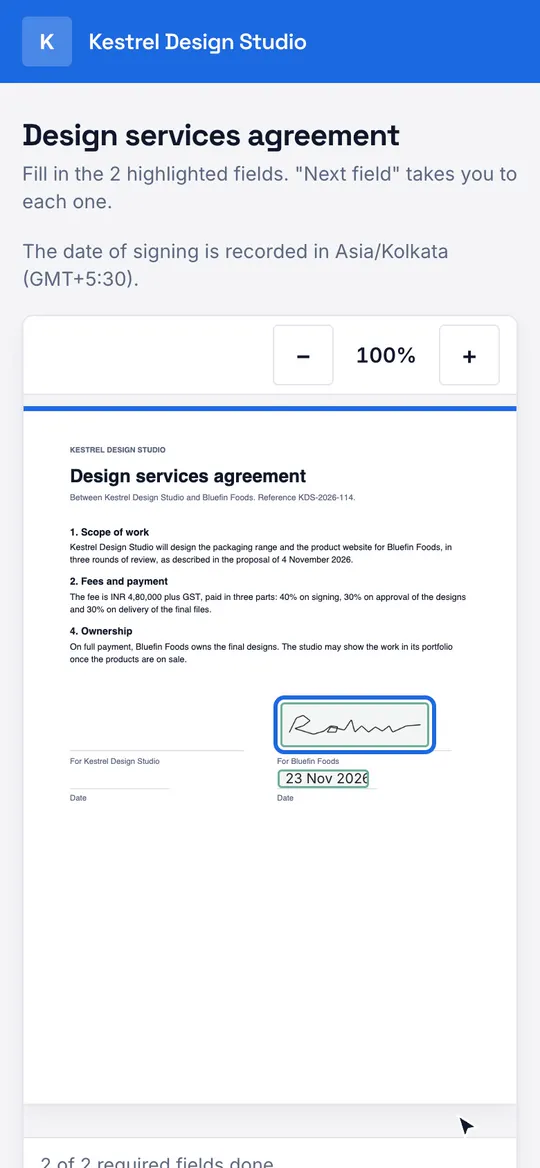 K
Kestrel Design Studio
Design services agreement
Fill in the 2 highlighted fields. "Next field" takes you to
each one.
The date of signing is recorded in Asia/Kolkata
(GMT+5:30).
− 100% +
KESTREL DESIGN STUDIO
Design services agreement
Between Kestrel Design Studio and Bluefin Foods. Reference KDS-2026-114.
1. Scope of work
Kestrel Design Studio will design the packaging range and the product website for Bluefin Foods, in
three rounds of review, as described in the proposal of 4 November 2026.
2. Fees and payment
The fee is INR 4,80,000 plus GST, paid in three parts: 40% on signing, 30% on approval of the designs
and 30% on delivery of the final files.
4. Ownership
On full payment, Bluefin Foods owns the final designs. The studio may show the work in its portfolio
once the products are on sale.
For Kestrel Design Studio
For Bluefin Foods
23 Nov 2026
Date
Date
2 of 2 required fields done